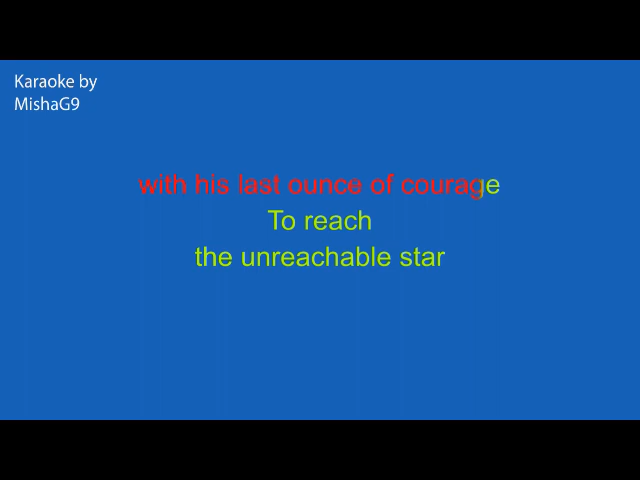 Karaoke by
MishaG9
with his last ounce of courage
To reach
the unreachable star